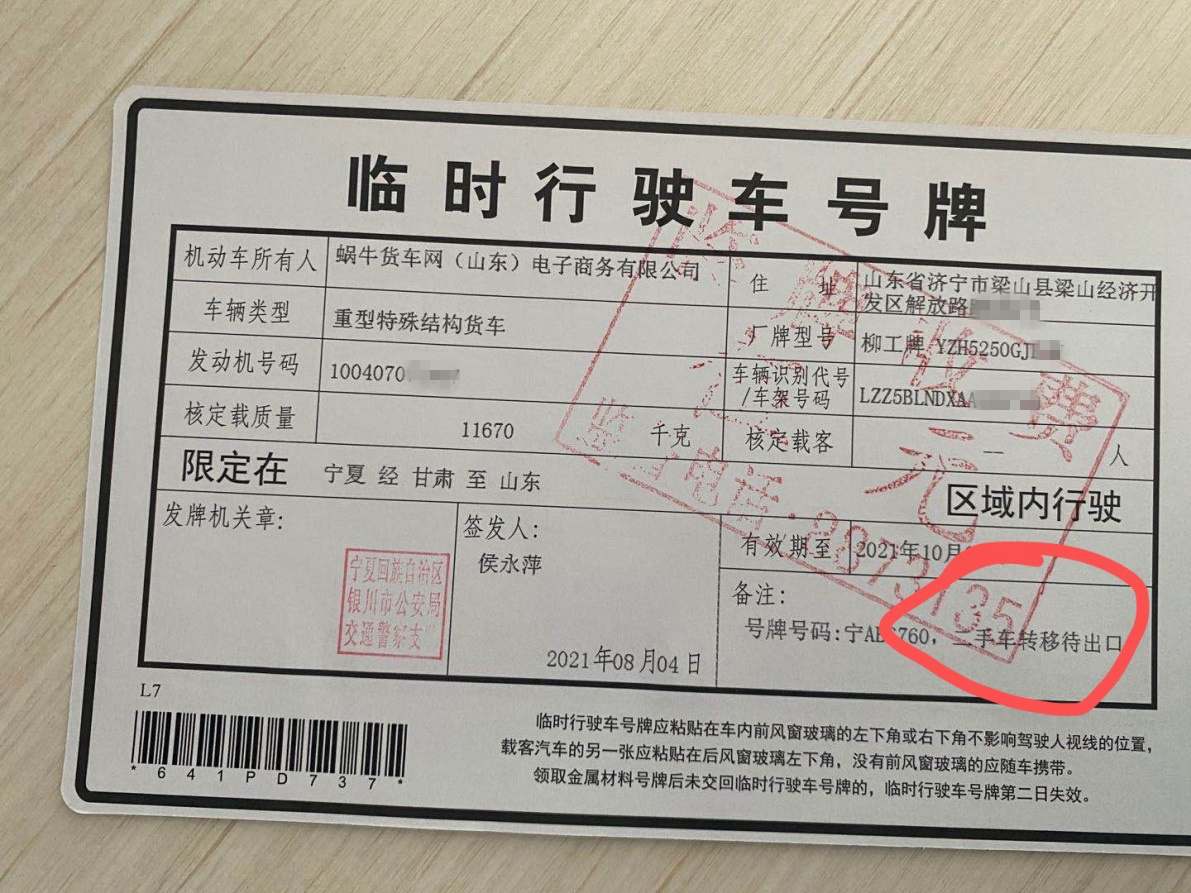 临时行驶车号牌
机动车所有人 蜗牛货车网（山东）电子商务有限公司
住址 山东省济宁市梁山县梁山经济开
发区解放路
车辆类型 重型特殊结构货车
厂牌型号 柳工牌 YZH5250GJ
发动机号码 1004070
车辆识别代号
/车架号码 LZZ5BLNDXA
核定载质量 11670 千克
核定载客 -- 人
限定在 宁夏 经 甘肃 至 山东 区域内行驶
发牌机关章：
宁夏回族自治区
银川市公安局
交通警察支
签发人：
侯永萍
2021年08月04日
有效期至 2021年10月
备注：
号牌号码:宁A 760，二手车转移待出口
收费
元
监督电话
L7
*641PD737*
临时行驶车号牌应粘贴在车内前风窗玻璃的左下角或右下角不影响驾驶人视线的位置，
载客汽车的另一张应粘贴在后风窗玻璃左下角，没有前风窗玻璃的应随车携带。
领取金属材料号牌后未交回临时行驶车号牌的，临时行驶车号牌第二日失效。